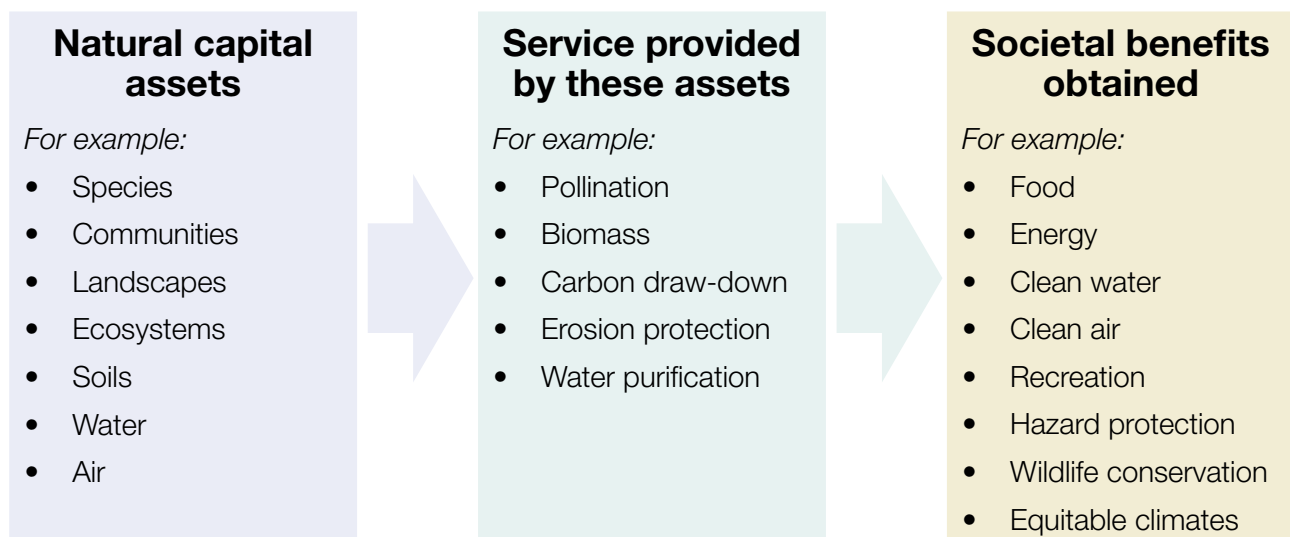 Natural capital
assets
For example:
• Species
• Communities
• Landscapes
• Ecosystems
• Soils
• Water
• Air
Service provided
by these assets
For example:
• Pollination
• Biomass
• Carbon draw-down
• Erosion protection
• Water purification
Societal benefits
obtained
For example:
• Food
• Energy
• Clean water
• Clean air
• Recreation
• Hazard protection
• Wildlife conservation
• Equitable climates